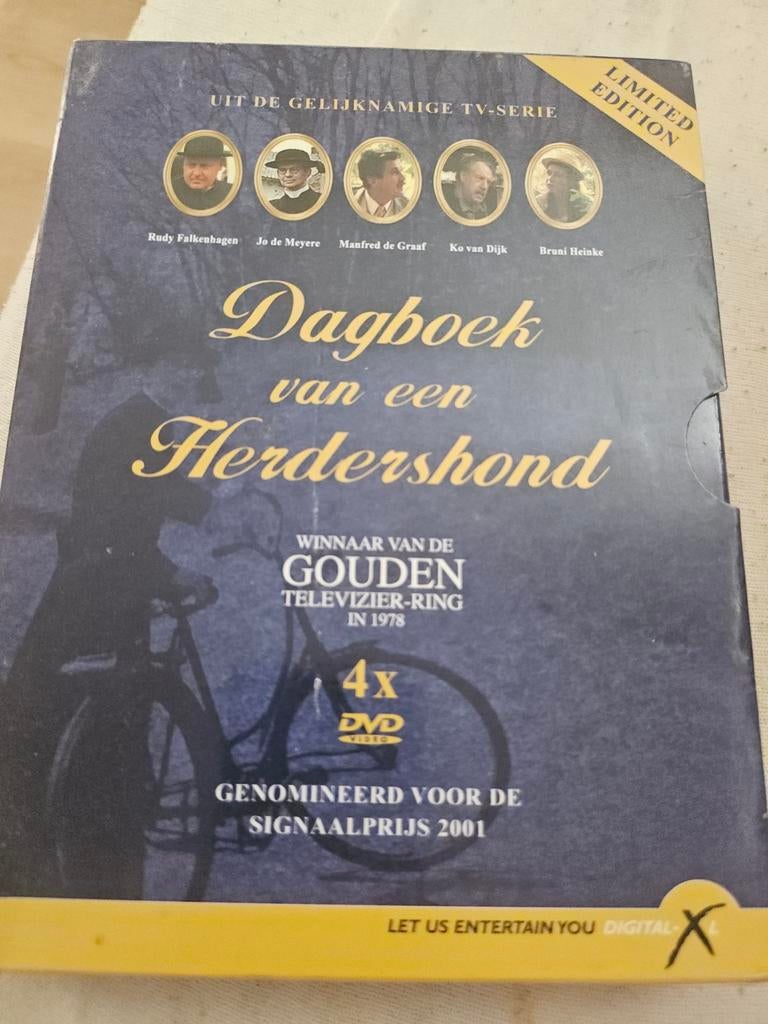 LIMITED
EDITION
UIT DE GELIJKNAMIGE TV-SERIE
Rudy Falkenhagen
Jo de Meyere
Manfred de Graaf
Ko van Dijk
Bruni Heinke
Dagboek
van een
Herdershond
WINNAAR VAN DE
GOUDEN
TELEVIZIER-RING
IN 1978
4x
DVD
VIDEO
GENOMINEERD VOOR DE
SIGNAALPRIJS 2001
LET US ENTERTAIN YOU DIGITAL-XL